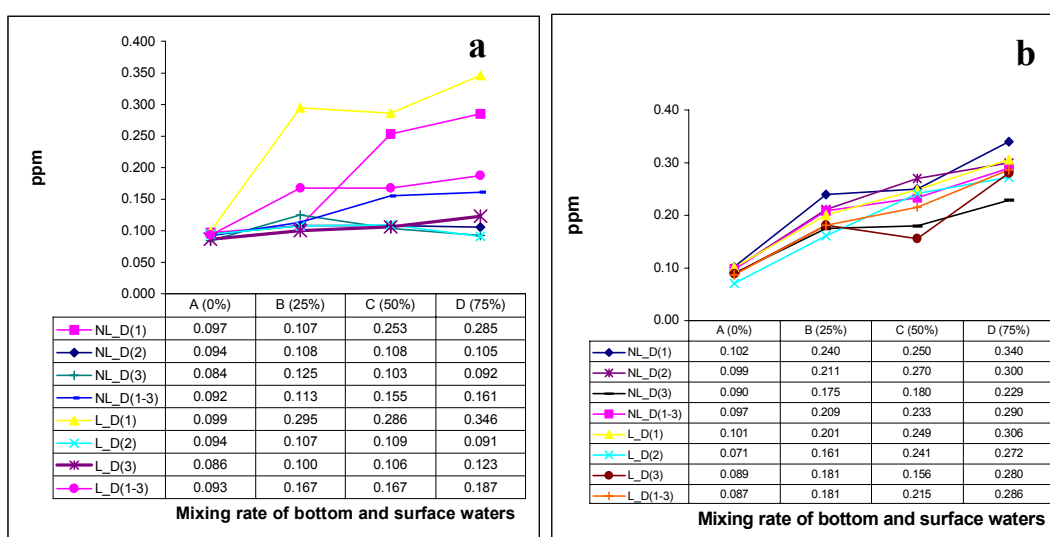 a
0.400
0.350
0.300
0.250
0.200
0.150
0.100
0.050
0.000
ppm
A (0%) B (25%) C (50%) D (75%)
NL_D(1) 0.097 0.107 0.253 0.285
NL_D(2) 0.094 0.108 0.108 0.105
NL_D(3) 0.084 0.125 0.103 0.092
NL_D(1-3) 0.092 0.113 0.155 0.161
L_D(1) 0.099 0.295 0.286 0.346
L_D(2) 0.094 0.107 0.109 0.091
L_D(3) 0.086 0.100 0.106 0.123
L_D(1-3) 0.093 0.167 0.167 0.187
Mixing rate of bottom and surface waters
b
0.40
0.30
0.20
0.10
0.00
ppm
A (0%) B (25%) C (50%) D (75%)
NL_D(1) 0.102 0.240 0.250 0.340
NL_D(2) 0.099 0.211 0.270 0.300
NL_D(3) 0.090 0.175 0.180 0.229
NL_D(1-3) 0.097 0.209 0.233 0.290
L_D(1) 0.101 0.201 0.249 0.306
L_D(2) 0.071 0.161 0.241 0.272
L_D(3) 0.089 0.181 0.156 0.280
L_D(1-3) 0.087 0.181 0.215 0.286
Mixing rate of bottom and surface waters